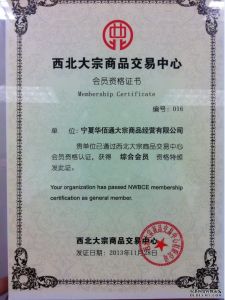 西北大宗商品交易中心
会员资格证书
Membership Certificate
编号：016
单 位：宁夏华佰通大宗商品经营有限公司
贵单位已通过西北大宗商品交易中心
会员资格认证，获得 综合会员 资格特颁
发此证。
Your organization has passed NWBCE membership
certification as general member.
西北大宗商品交易中心
发证日期：2013年11月28日